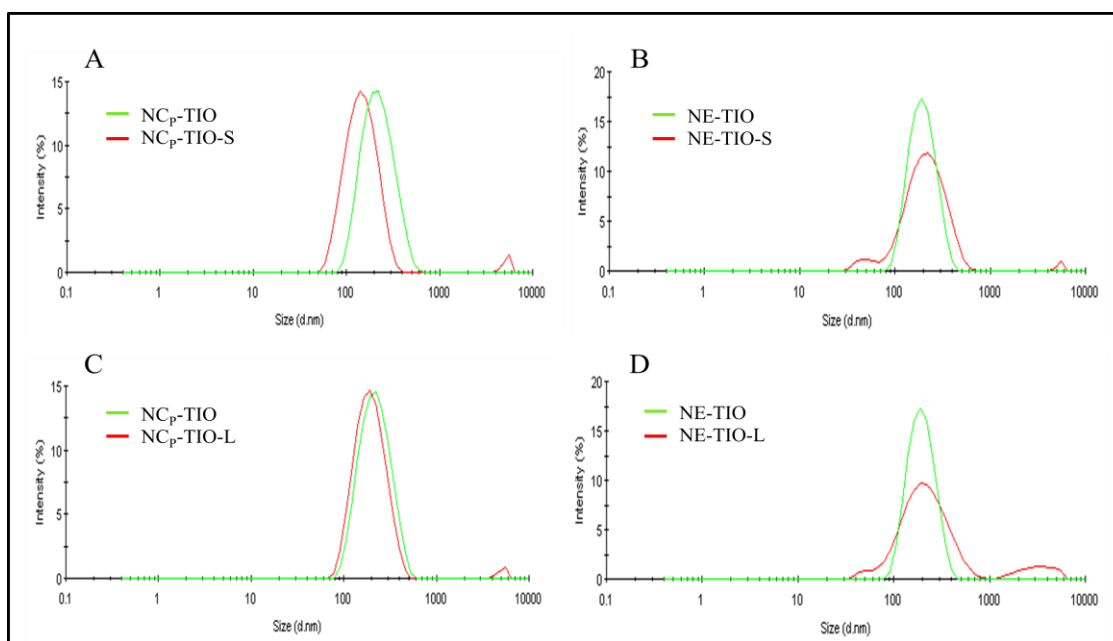 A
NCP-TIO
NCP-TIO-S
Intensity (%)
15
10
5
0
0.1 1 10 100 1000 10000
Size (d.nm)
B
NE-TIO
NE-TIO-S
Intensity (%)
20
15
10
5
0
0.1 1 10 100 1000 10000
Size (d.nm)
C
NCP-TIO
NCP-TIO-L
Intensity (%)
15
10
5
0
0.1 1 10 100 1000 10000
Size (d.nm)
D
NE-TIO
NE-TIO-L
Intensity (%)
20
15
10
5
0
0.1 1 10 100 1000 10000
Size (d.nm)